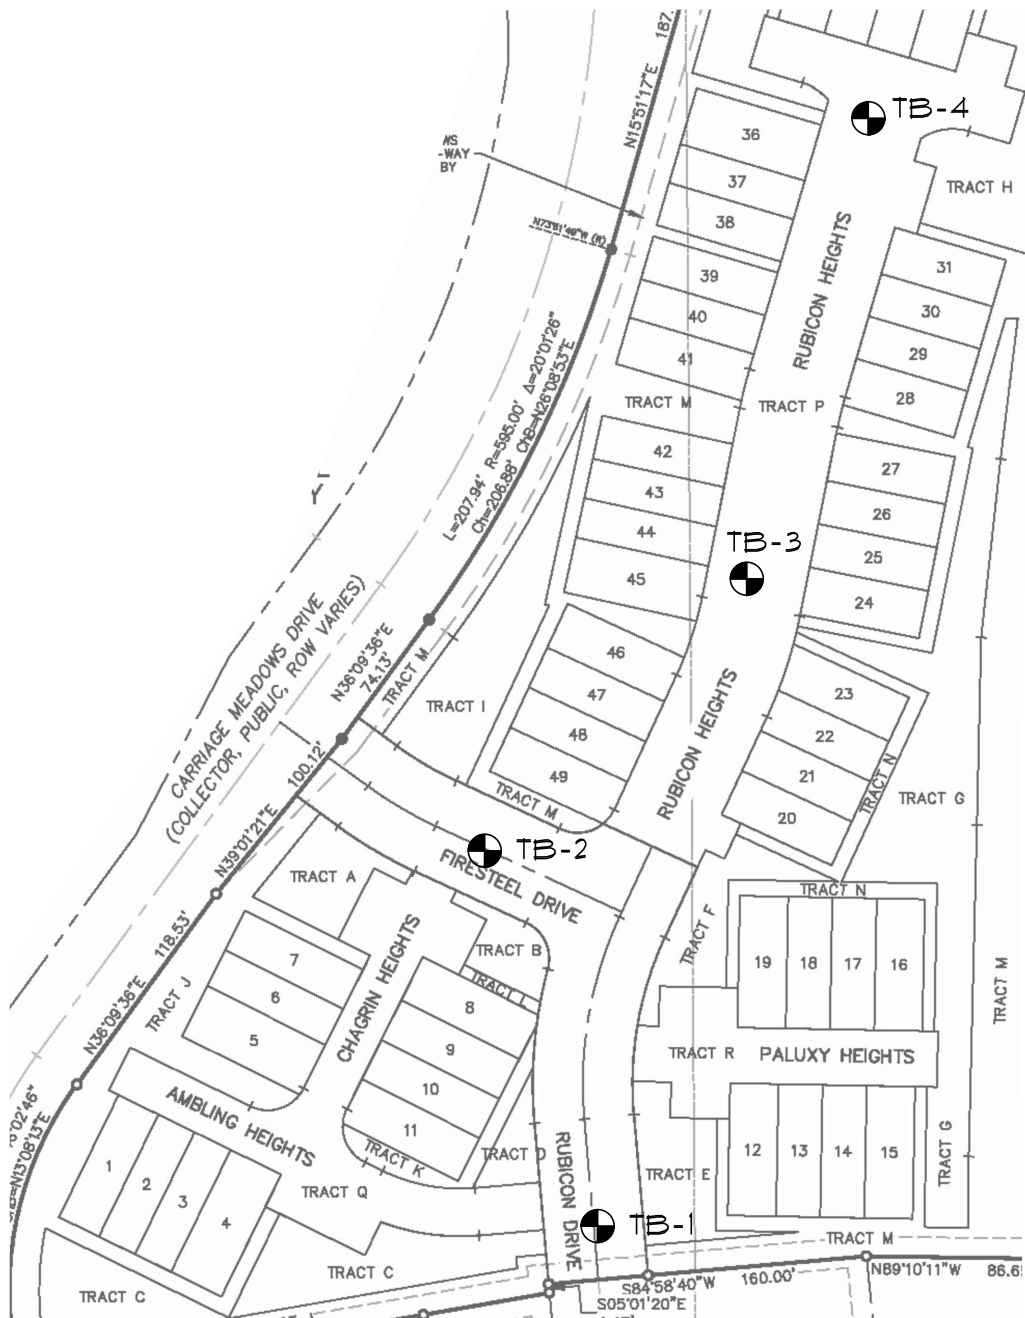 187.
N15°51'17"E
TB-4
36
37
38
TRACT H
WS
-WAY
BY
N73°51'49"W (R)
RUBICON HEIGHTS
39
40
41
31
30
29
28
TRACT M
TRACT P
L=207.94' R=595.00' Δ=20°01'26"
Ch=206.88' ChB=N26°08'53"E
42
43
44
45
27
26
25
24
TB-3
CARRIAGE MEADOWS DRIVE
(COLLECTOR, PUBLIC, ROW VARIES)
N36°09'36"E
74.13'
TRACT M
TRACT I
46
47
48
49
RUBICON HEIGHTS
23
22
21
20
TRACT N
TRACT G
100.12'
N39°01'21"E
TRACT M
TB-2
FIRESTEEL DRIVE
TRACT A
TRACT N
TRACT F
118.53'
N36°09'36"E
TRACT J
7
6
5
CHAGRIN HEIGHTS
TRACT B
TRACT L
8
9
10
11
19
18
17
16
TRACT M
TRACT R
PALUXY HEIGHTS
AMBLING HEIGHTS
1
2
3
4
TRACT K
TRACT D
TRACT Q
RUBICON DRIVE
TRACT E
12
13
14
15
TRACT G
TB-1
TRACT M
TRACT C
TRACT C
S84°58'40"W
160.00'
N89°10'11"W
S05°01'20"E